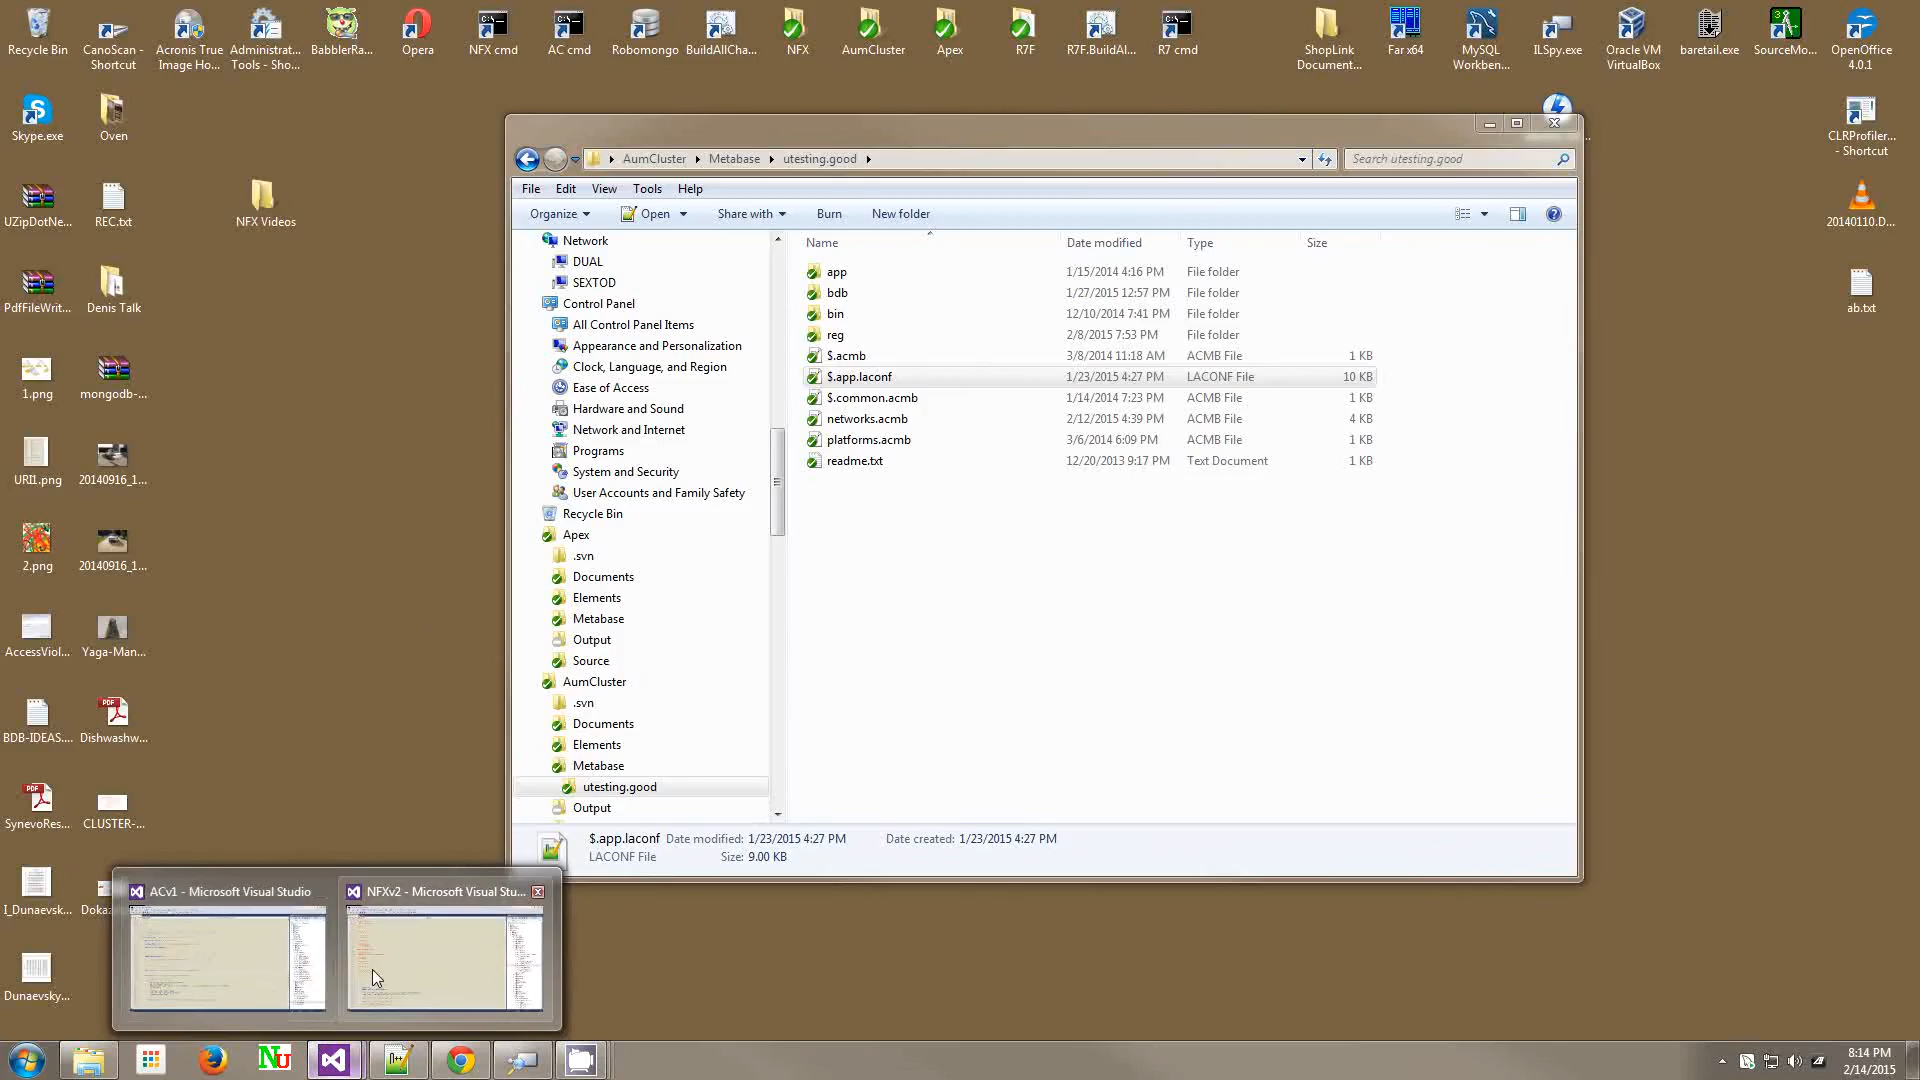 Recycle Bin
CanoScan - Shortcut
Acronis True Image Ho...
Administrat... Tools - Sho...
BabblerRa...
Opera
NFX cmd
AC cmd
Robomongo
BuildAllCha...
NFX
AumCluster
Apex
R7F
R7F.BuildAl...
R7 cmd
ShopLink Document...
Far x64
MySQL Workben...
ILSpy.exe
Oracle VM VirtualBox
baretail.exe
SourceMo...
OpenOffice 4.0.1
Skype.exe
Oven
CLRProfiler... - Shortcut
UZipDotNe...
REC.txt
NFX Videos
20140110.D...
PdfFileWrit...
Denis Talk
ab.txt
1.png
mongodb-...
URI1.png
20140916_1...
2.png
20140916_1...
AccessViol...
Yaga-Man...
BDB-IDEAS....
Dishwashw...
SynevoRes...
CLUSTER-...
I_Dunaevsk...
Dunaevsky...
AumCluster
Metabase
utesting.good
Search utesting.good
File Edit View Tools Help
Organize Open Share with Burn New folder
Network
DUAL
SEXTOD
Control Panel
All Control Panel Items
Appearance and Personalization
Clock, Language, and Region
Ease of Access
Hardware and Sound
Network and Internet
Programs
System and Security
User Accounts and Family Safety
Recycle Bin
Apex
.svn
Documents
Elements
Metabase
Output
Source
AumCluster
.svn
Documents
Elements
Metabase
utesting.good
Output
Name Date modified Type Size
app 1/15/2014 4:16 PM File folder
bdb 1/27/2015 12:57 PM File folder
bin 12/10/2014 7:41 PM File folder
reg 2/8/2015 7:53 PM File folder
$.acmb 3/8/2014 11:18 AM ACMB File 1 KB
$.app.laconf 1/23/2015 4:27 PM LACONF File 10 KB
$.common.acmb 1/14/2014 7:23 PM ACMB File 1 KB
networks.acmb 2/12/2015 4:39 PM ACMB File 4 KB
platforms.acmb 3/6/2014 6:09 PM ACMB File 1 KB
readme.txt 12/20/2013 9:17 PM Text Document 1 KB
$.app.laconf Date modified: 1/23/2015 4:27 PM Date created: 1/23/2015 4:27 PM
LACONF File Size: 9.00 KB
ACv1 - Microsoft Visual Studio
NFXv2 - Microsoft Visual Stu...
Nu
8:14 PM
2/14/2015